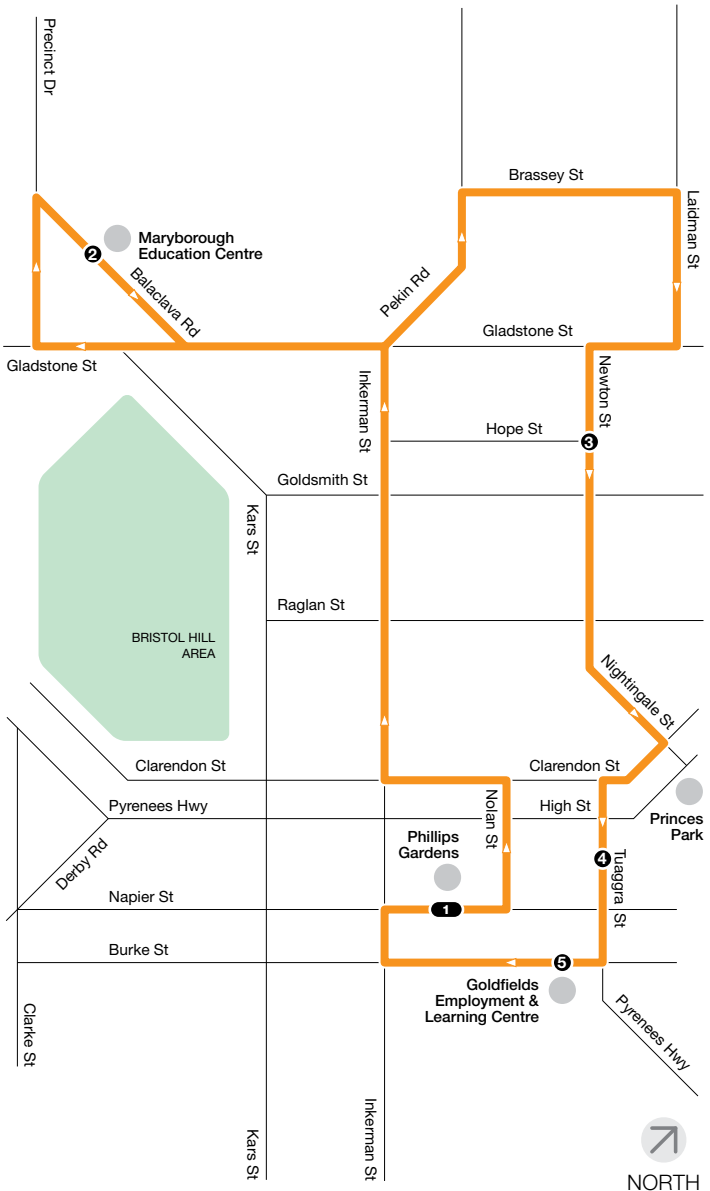 Precinct Dr
Brassey St
Laidman St
2
Maryborough
Education Centre
Balaclava Rd
Pekin Rd
Gladstone St
Gladstone St
Inkerman St
Newton St
Hope St
3
Goldsmith St
Kars St
Raglan St
BRISTOL HILL
AREA
Nightingale St
Clarendon St
Clarendon St
Pyrenees Hwy
High St
Nolan St
Princes
Park
Phillips
Gardens
Derby Rd
4
Tuaggra St
Napier St
1
Burke St
5
Goldfields
Employment &
Learning Centre
Pyrenees Hwy
Clarke St
Kars St
Inkerman St
NORTH